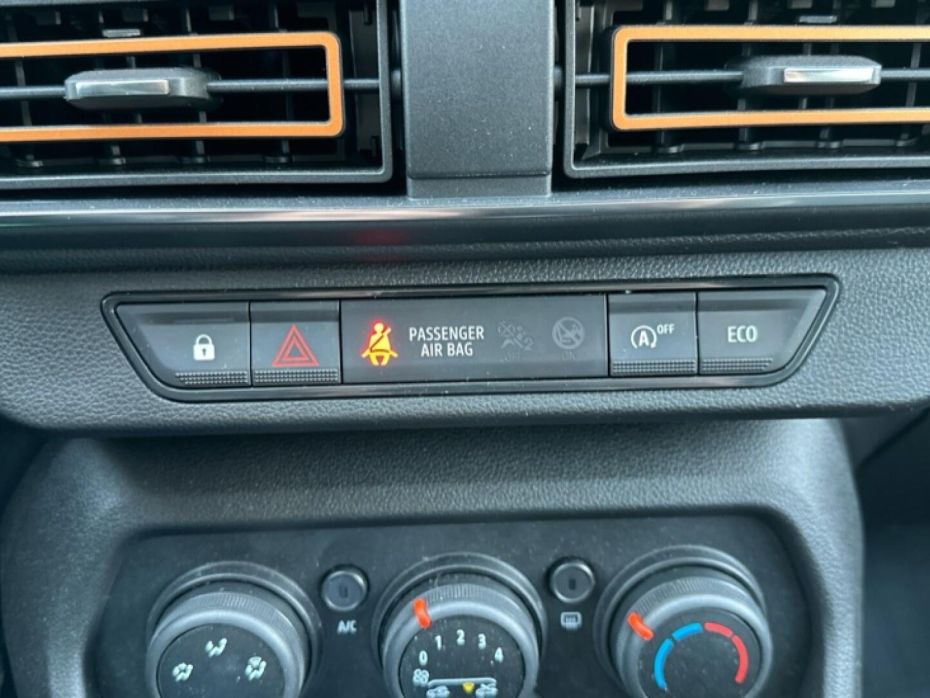 PASSENGER
AIR BAG
A OFF
ECO
A/C
0 1 2 3 4